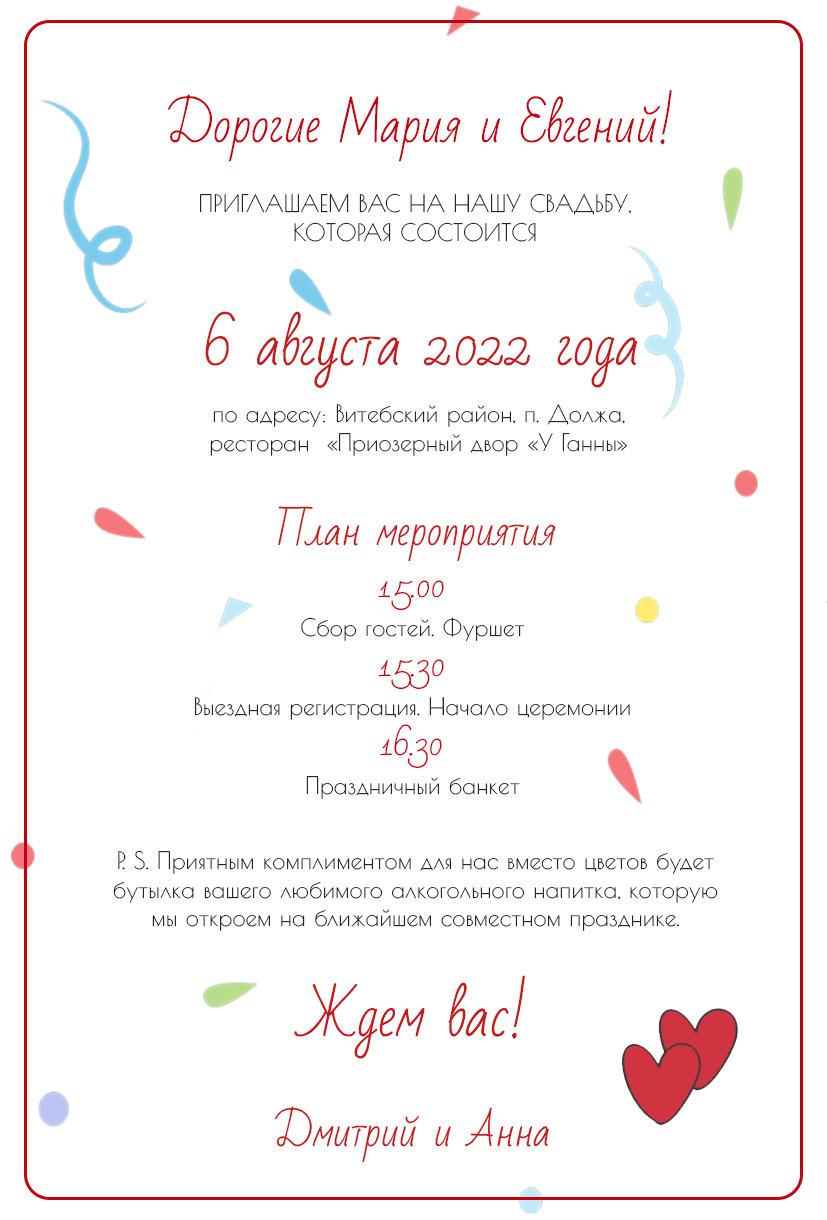 Дорогие Мария и Евгений!
ПРИГЛАШАЕМ ВАС НА НАШУ СВАДЬБУ,
КОТОРАЯ СОСТОИТСЯ
6 августа 2022 года
по адресу: Витебский район, п. Должа,
ресторан «Приозерный двор «У Ганны»
План мероприятия
15.00
Сбор гостей. Фуршет
15.30
Выездная регистрация. Начало церемонии
16.30
Праздничный банкет
P. S. Приятным комплиментом для нас вместо цветов будет
бутылка вашего любимого алкогольного напитка, которую
мы откроем на ближайшем совместном празднике.
Ждем вас!
Дмитрий и Анна